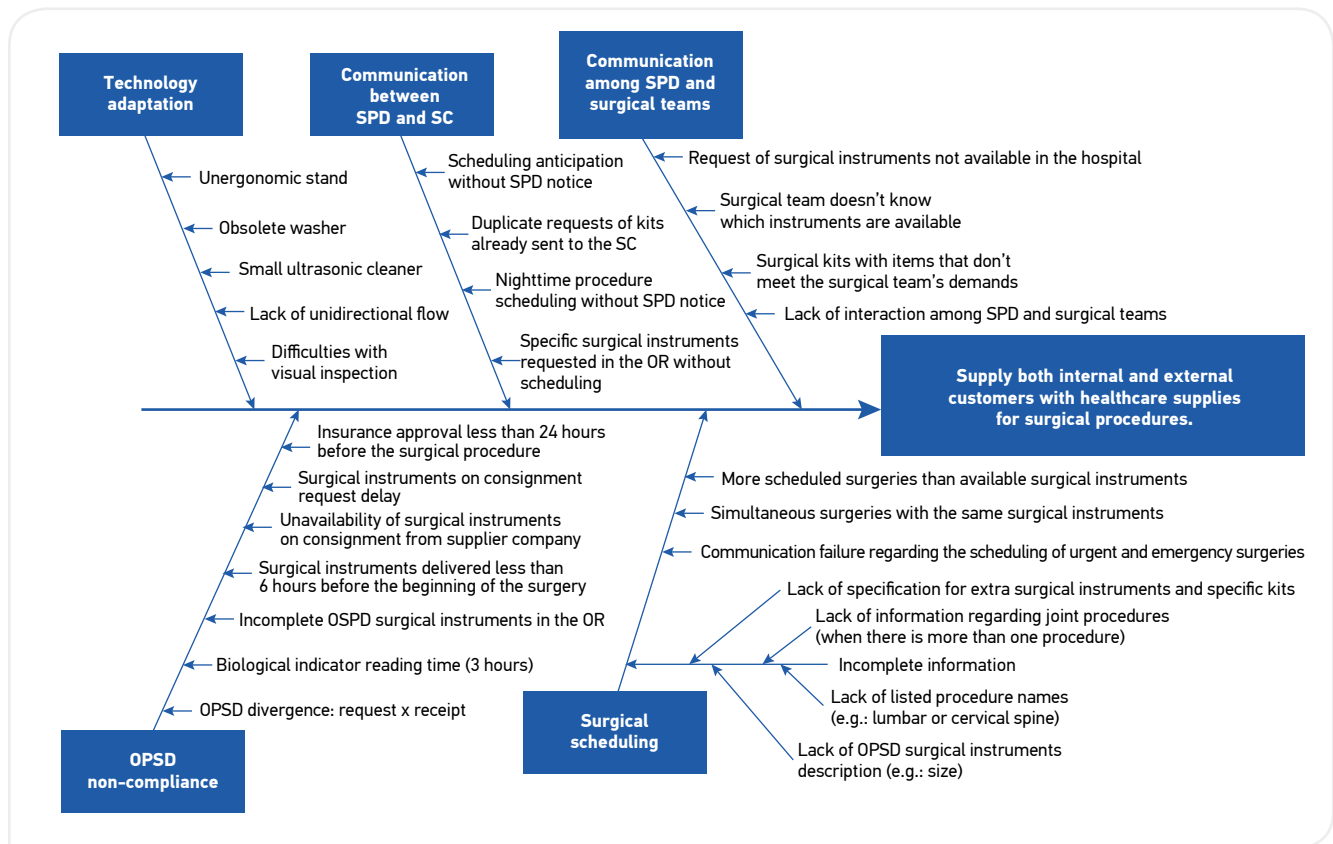 Technology
adaptation
Unergonomic stand
Obsolete washer
Small ultrasonic cleaner
Lack of unidirectional flow
Difficulties with
visual inspection
Communication
between
SPD and SC
Scheduling anticipation
without SPD notice
Duplicate requests of kits
already sent to the SC
Nighttime procedure
scheduling without SPD notice
Specific surgical instruments
requested in the OR without
scheduling
Communication
among SPD and
surgical teams
Request of surgical instruments not available in the hospital
Surgical team doesn't know
which instruments are available
Surgical kits with items that don't
meet the surgical team's demands
Lack of interaction among SPD and surgical teams
Supply both internal and external
customers with healthcare supplies
for surgical procedures.
Insurance approval less than 24 hours
before the surgical procedure
Surgical instruments on consignment
request delay
Unavailability of surgical instruments
on consignment from supplier company
Surgical instruments delivered less than
6 hours before the beginning of the surgery
Incomplete OSPD surgical instruments in the OR
Biological indicator reading time (3 hours)
OPSD divergence: request x receipt
OPSD
non-compliance
More scheduled surgeries than available surgical instruments
Simultaneous surgeries with the same surgical instruments
Communication failure regarding the scheduling of urgent and emergency surgeries
Lack of specification for extra surgical instruments and specific kits
Lack of information regarding joint procedures
(when there is more than one procedure)
Incomplete information
Lack of listed procedure names
(e.g.: lumbar or cervical spine)
Lack of OPSD surgical instruments
description (e.g.: size)
Surgical
scheduling